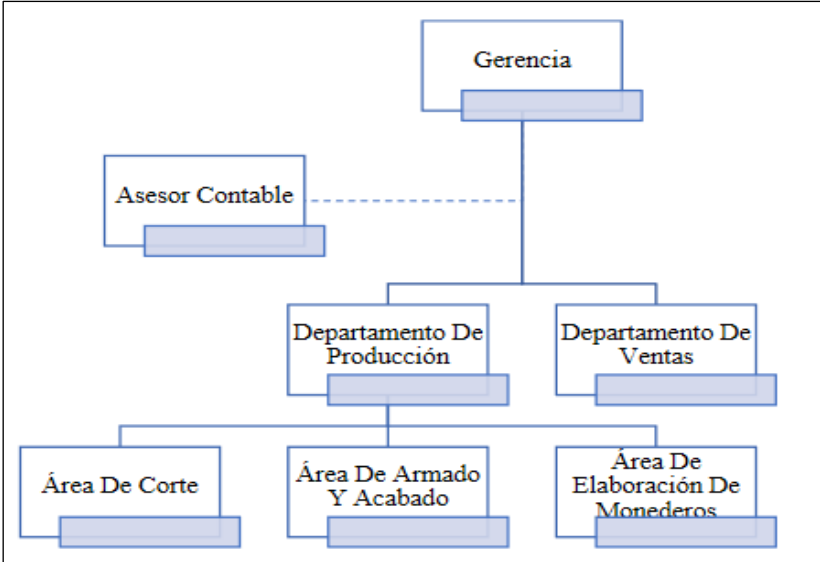 Gerencia
Asesor Contable
Departamento De
Producción
Departamento De
Ventas
Área De Corte
Área De Armado
Y Acabado
Área De
Elaboración De
Monederos